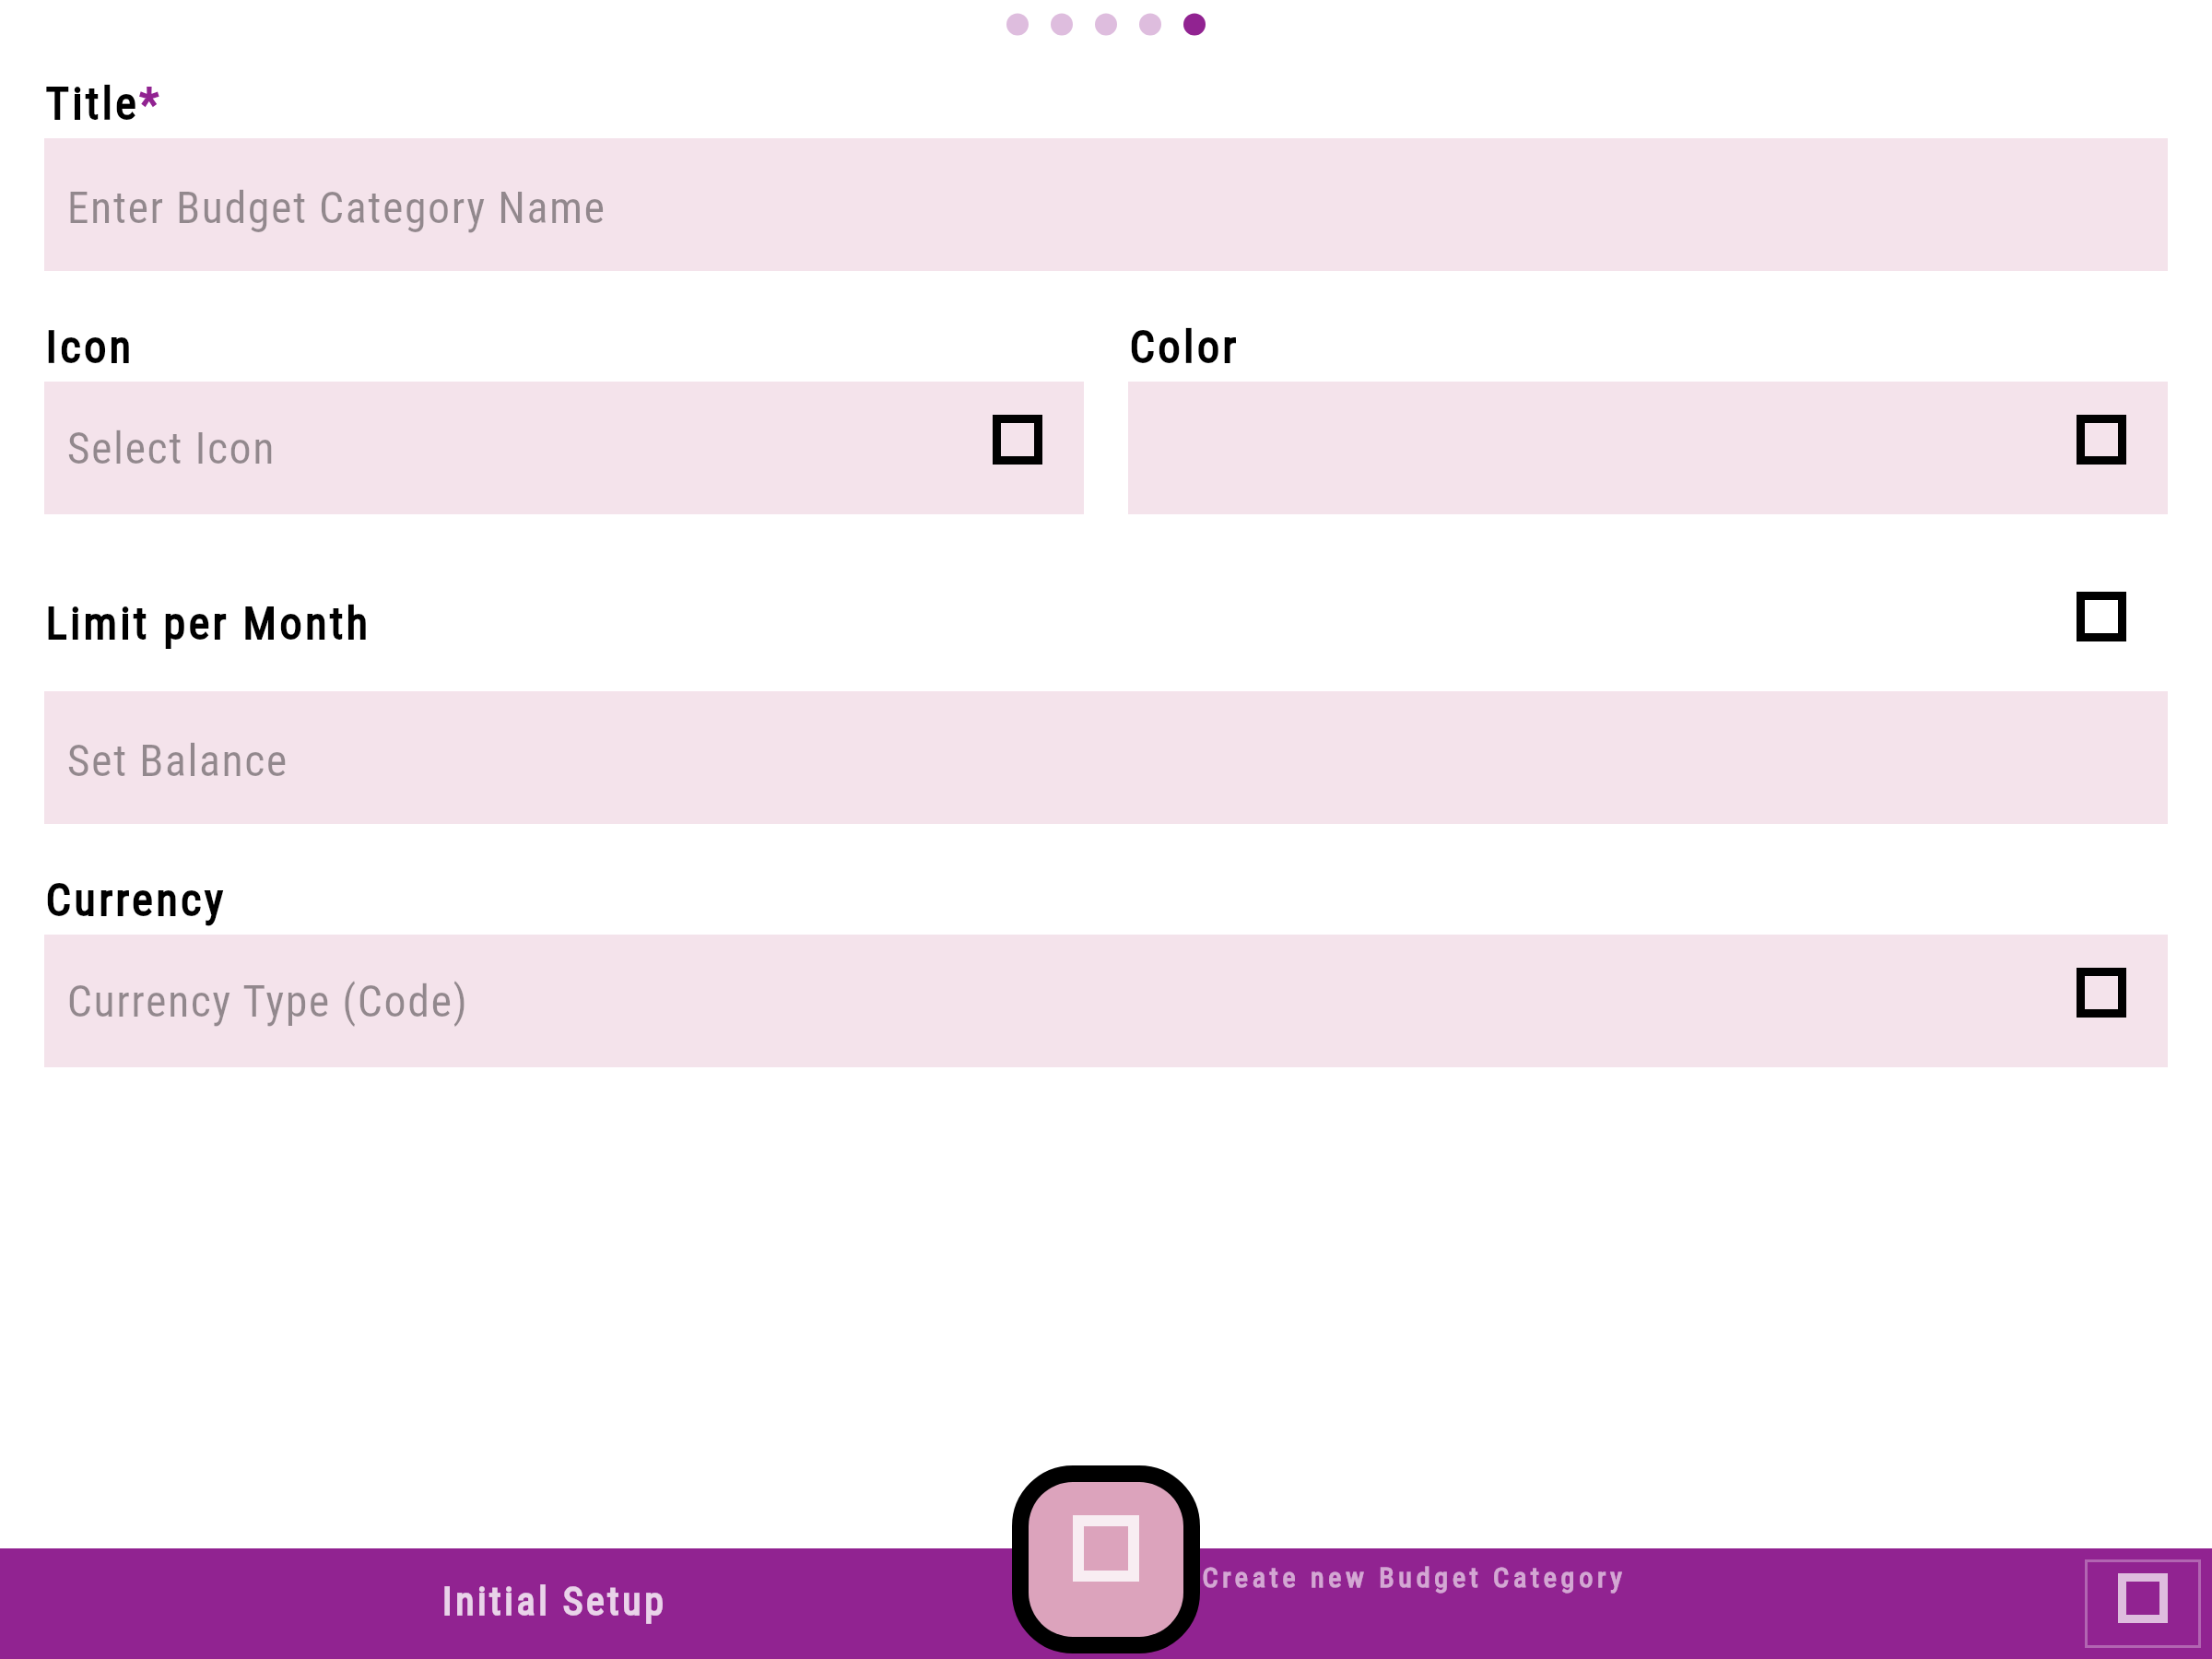 Title*
Enter Budget Category Name
Icon
Color
Select Icon
Limit per Month
Set Balance
Currency
Currency Type (Code)
Initial Setup
Create new Budget Category